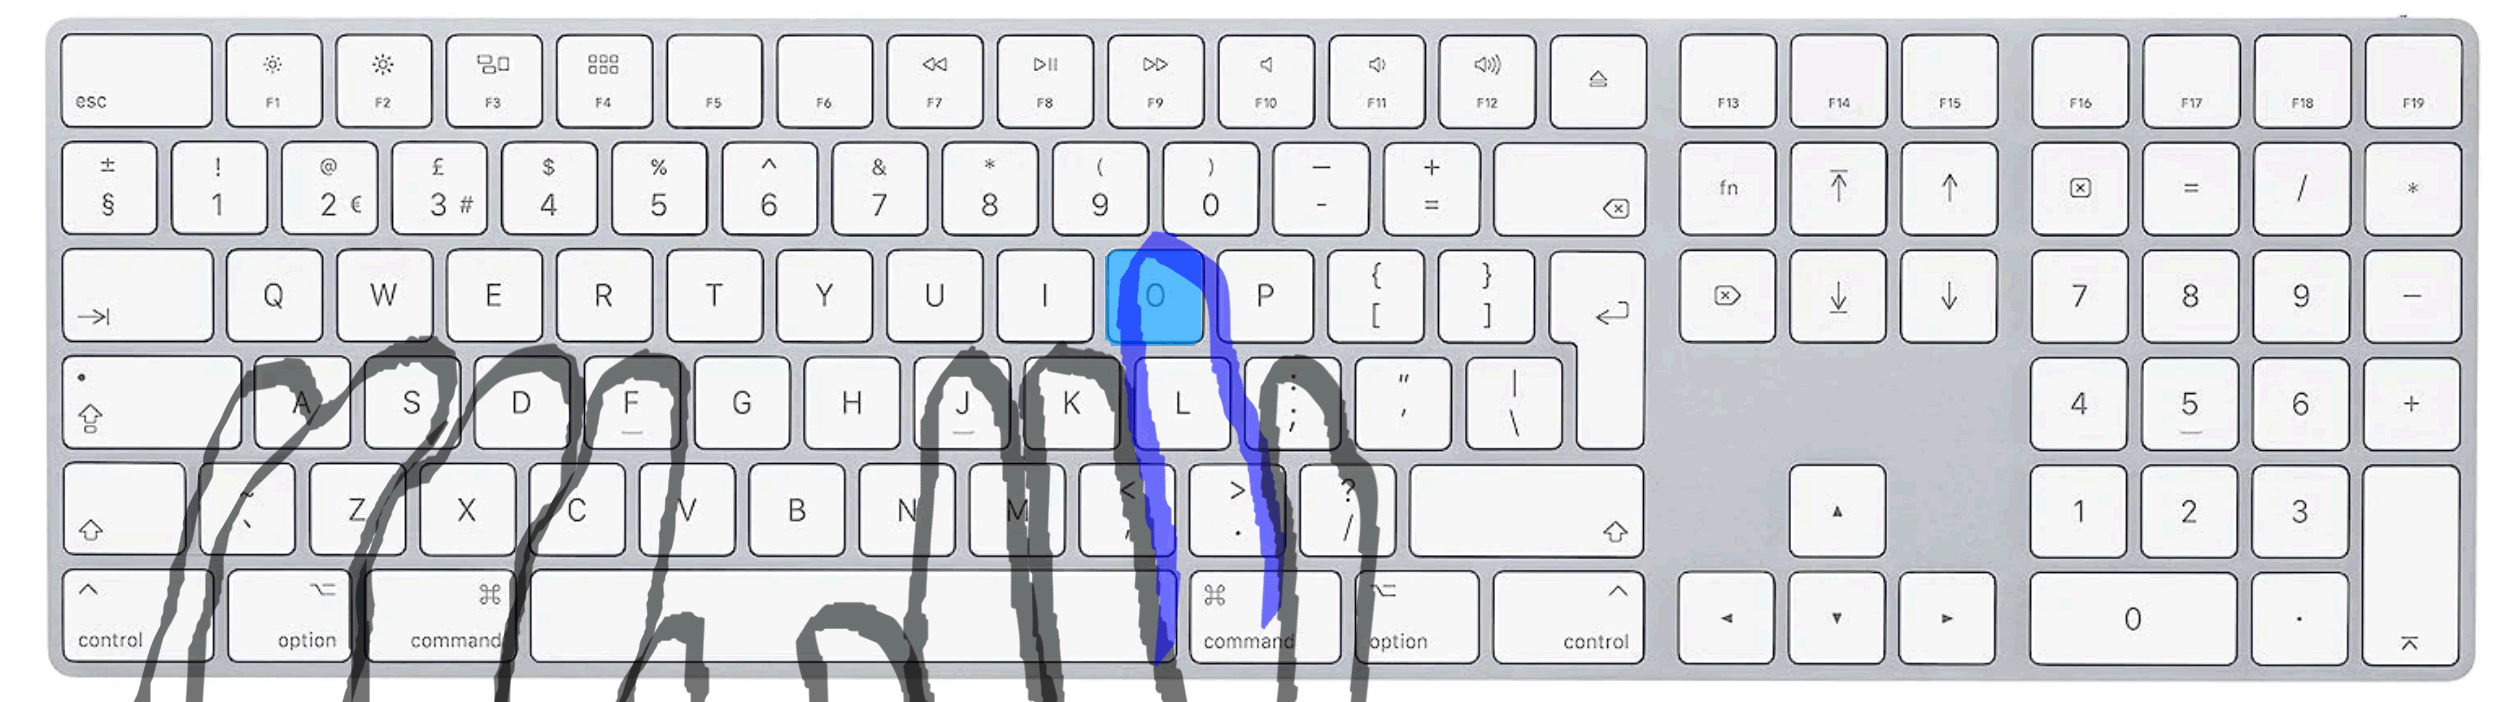 esc F1 F2 F3 F4 F5 F6 F7 F8 F9 F10 F11 F12 F13 F14 F15 F16 F17 F18 F19
± ! @ £ $ % ^ & * ( ) — +
§ 1 2 € 3 # 4 5 6 7 8 9 0 - = fn = / *
Q W E R T Y U I O P { [ } ] 7 8 9 —
A S D F G H J K L : ; " ' | \ 4 5 6 +
~ ` Z X C V B N M < , > . ? / 1 2 3
control option command command option control 0 .